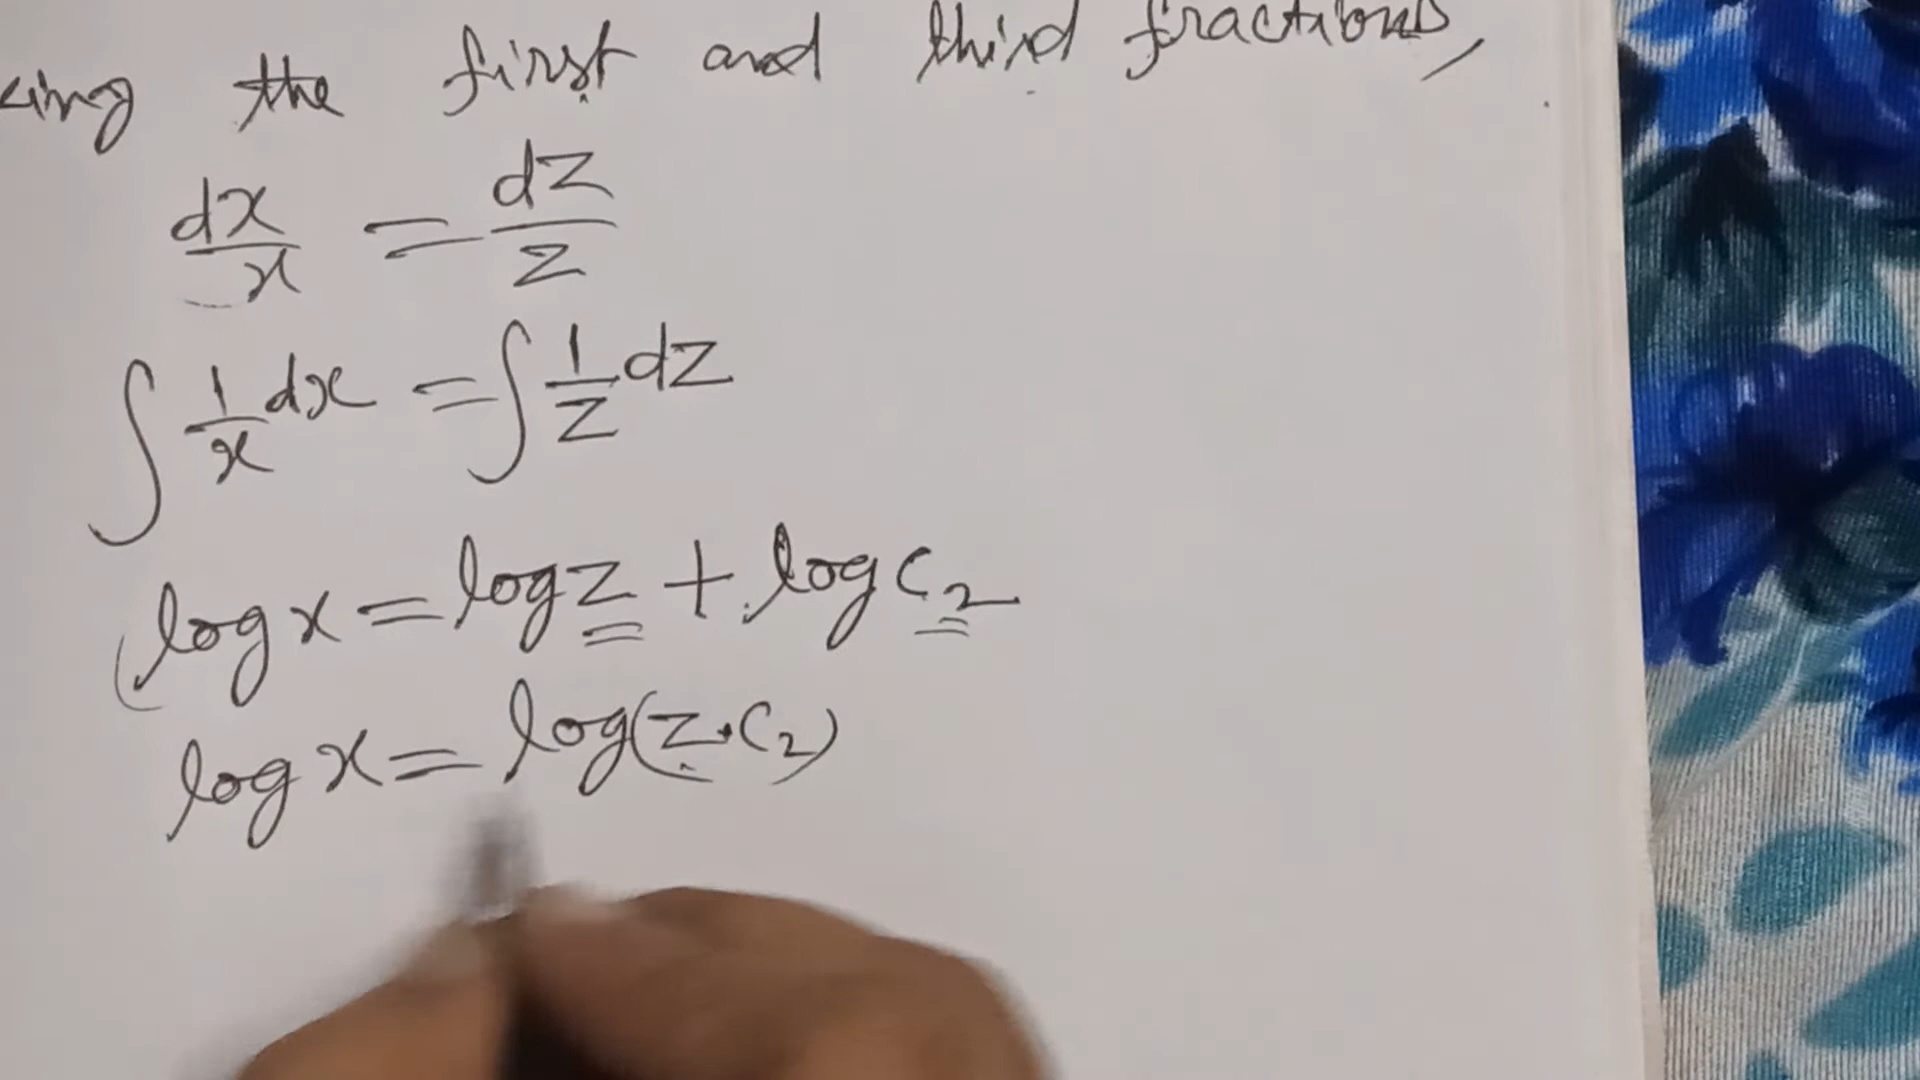 the first and third fractions,
dx/x = dz/z
∫ 1/x dx = ∫ 1/z dz
log x = log z + log c₂
log x = log(z·c₂)